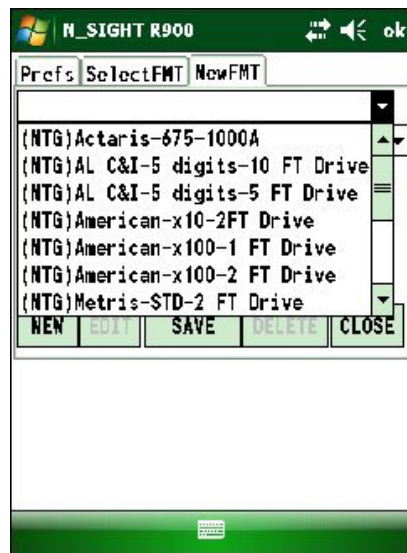 N_SIGHT R900 ok
Prefs SelectFMT NewFMT
(NTG)Actaris-675-1000A
(NTG)AL C&I-5 digits-10 FT Drive
(NTG)AL C&I-5 digits-5 FT Drive
(NTG)American-x10-2FT Drive
(NTG)American-x100-1 FT Drive
(NTG)American-x100-2 FT Drive
(NTG)Metris-STD-2 FT Drive
NEW EDIT SAVE DELETE CLOSE